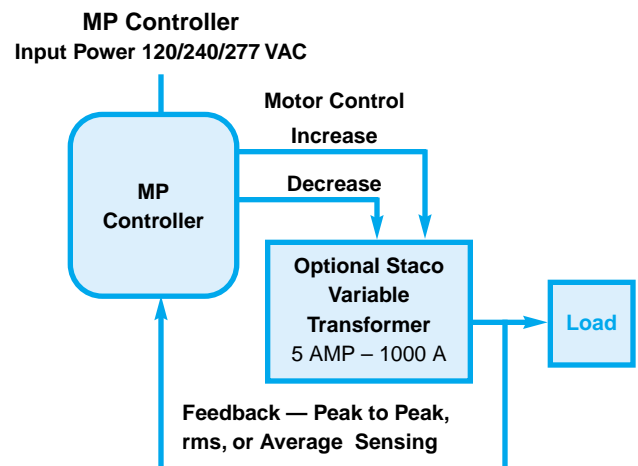 MP Controller
Input Power 120/240/277 VAC
Motor Control
Increase
Decrease
MP
Controller
Optional Staco
Variable
Transformer
5 AMP – 1000 A
Load
Feedback — Peak to Peak,
rms, or Average Sensing